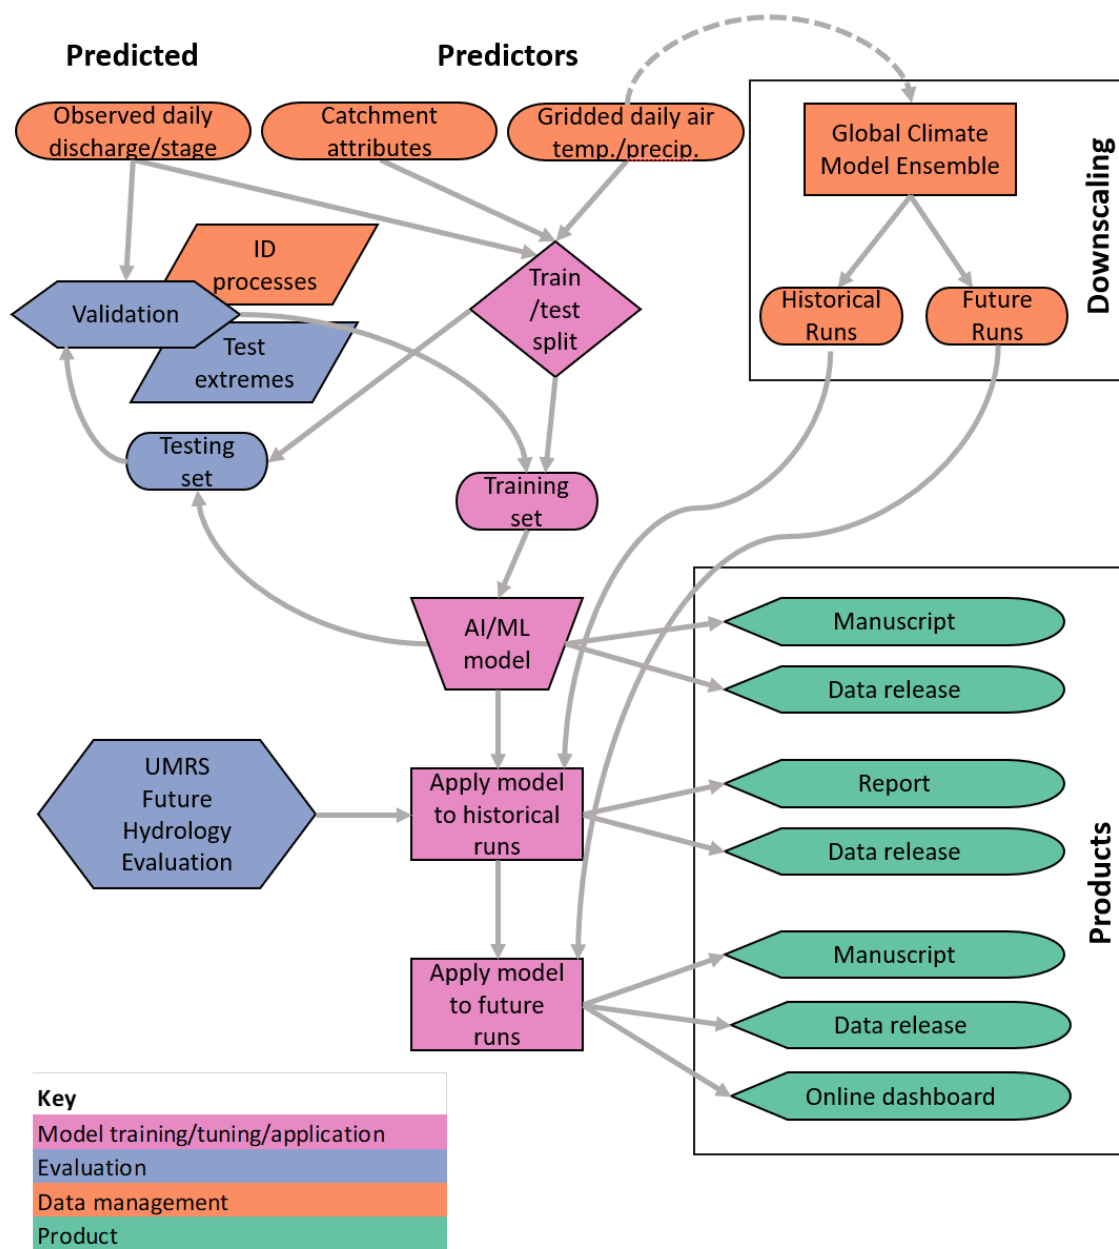 Predicted
Predictors
Observed daily
discharge/stage
Catchment
attributes
Gridded daily air
temp./precip.
Global Climate
Model Ensemble
Downscaling
Historical
Runs
Future
Runs
ID
processes
Validation
Test
extremes
Train
/test
split
Testing
set
Training
set
AI/ML
model
UMRS
Future
Hydrology
Evaluation
Apply model
to historical
runs
Apply model
to future
runs
Manuscript
Data release
Report
Data release
Manuscript
Data release
Online dashboard
Products
Key
Model training/tuning/application
Evaluation
Data management
Product